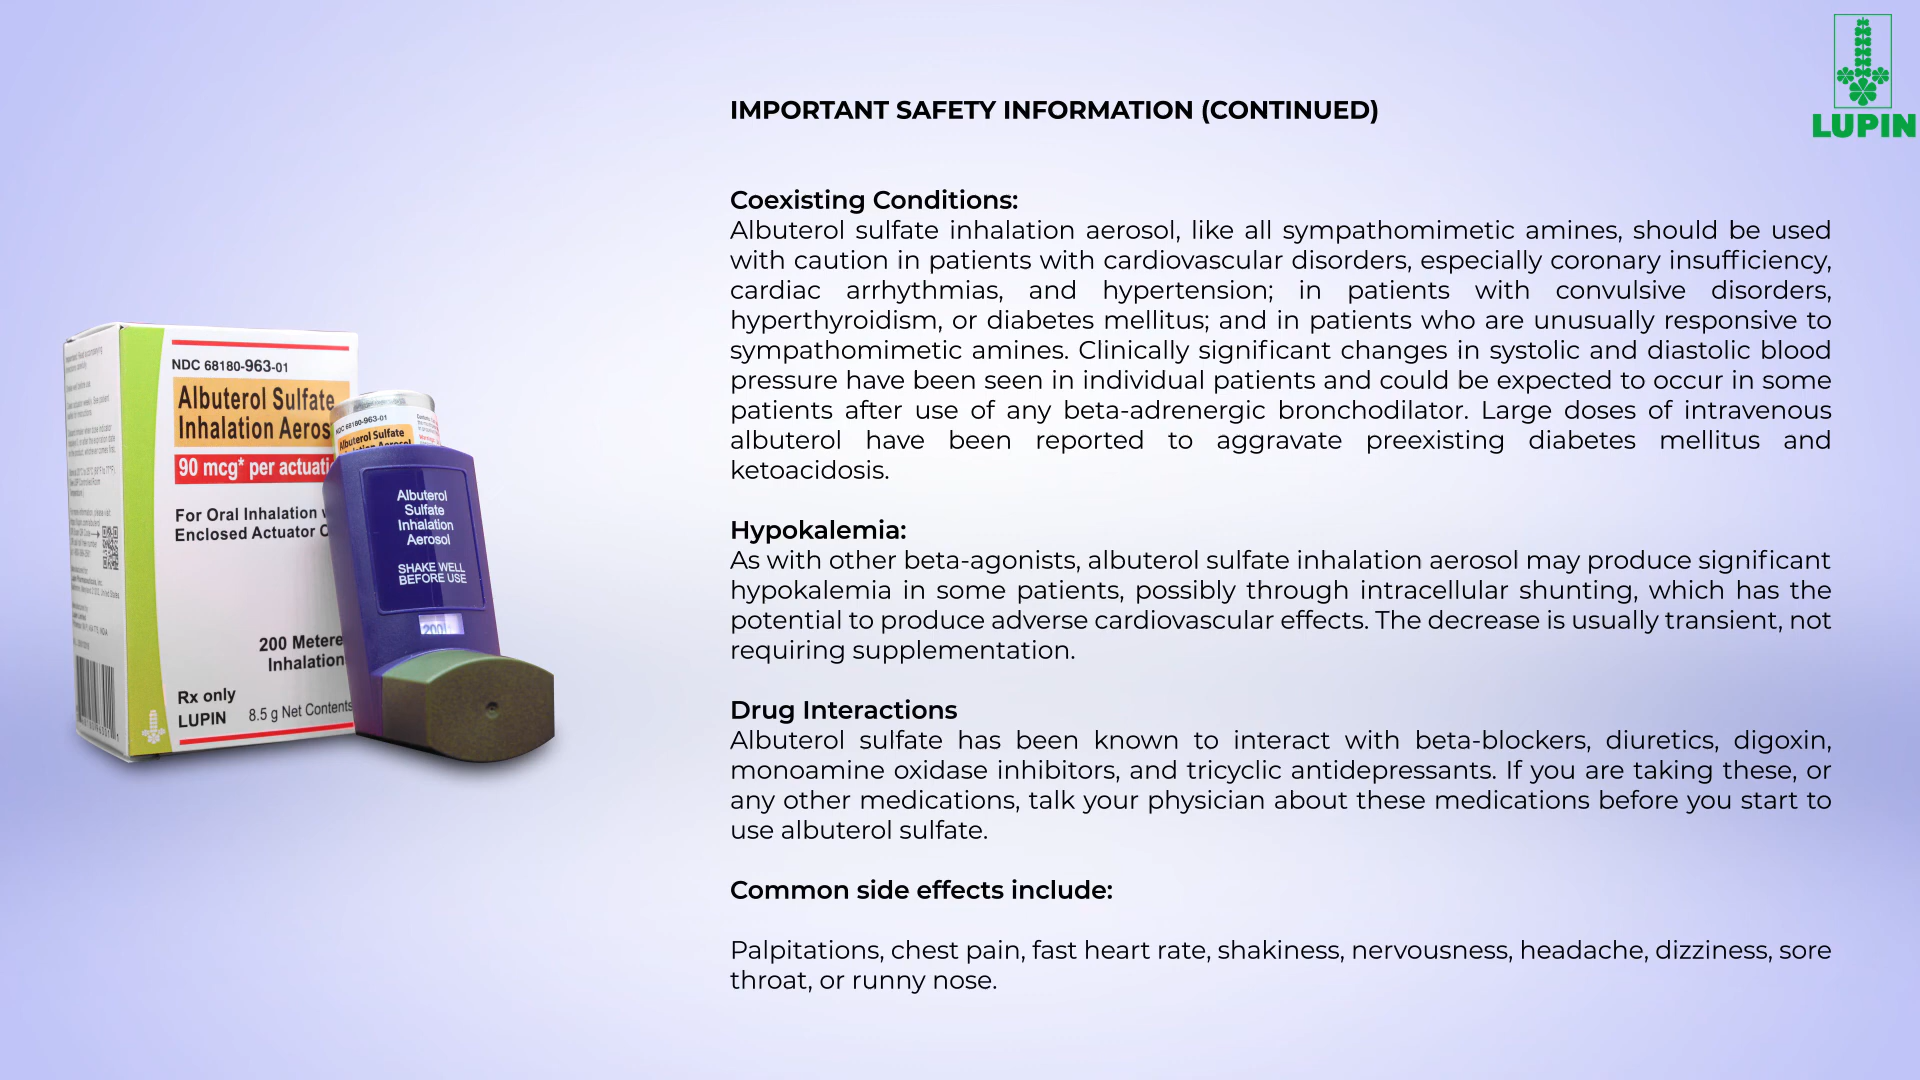 LUPIN
IMPORTANT SAFETY INFORMATION (CONTINUED)
Coexisting Conditions:
Albuterol sulfate inhalation aerosol, like all sympathomimetic amines, should be used
with caution in patients with cardiovascular disorders, especially coronary insufficiency,
cardiac arrhythmias, and hypertension; in patients with convulsive disorders,
hyperthyroidism, or diabetes mellitus; and in patients who are unusually responsive to
sympathomimetic amines. Clinically significant changes in systolic and diastolic blood
pressure have been seen in individual patients and could be expected to occur in some
patients after use of any beta-adrenergic bronchodilator. Large doses of intravenous
albuterol have been reported to aggravate preexisting diabetes mellitus and
ketoacidosis.
Hypokalemia:
As with other beta-agonists, albuterol sulfate inhalation aerosol may produce significant
hypokalemia in some patients, possibly through intracellular shunting, which has the
potential to produce adverse cardiovascular effects. The decrease is usually transient, not
requiring supplementation.
Drug Interactions
Albuterol sulfate has been known to interact with beta-blockers, diuretics, digoxin,
monoamine oxidase inhibitors, and tricyclic antidepressants. If you are taking these, or
any other medications, talk your physician about these medications before you start to
use albuterol sulfate.
Common side effects include:
Palpitations, chest pain, fast heart rate, shakiness, nervousness, headache, dizziness, sore
throat, or runny nose.
NDC 68180-963-01
Albuterol Sulfate
Inhalation Aeros
90 mcg* per actuati
For Oral Inhalation
Enclosed Actuator
200 Metere
Inhalation
Rx only
LUPIN 8.5 g Net Contents
NDC 68180-963-01
Albuterol Sulfate
Albuterol
Sulfate
Inhalation
Aerosol
SHAKE WELL
BEFORE USE
200